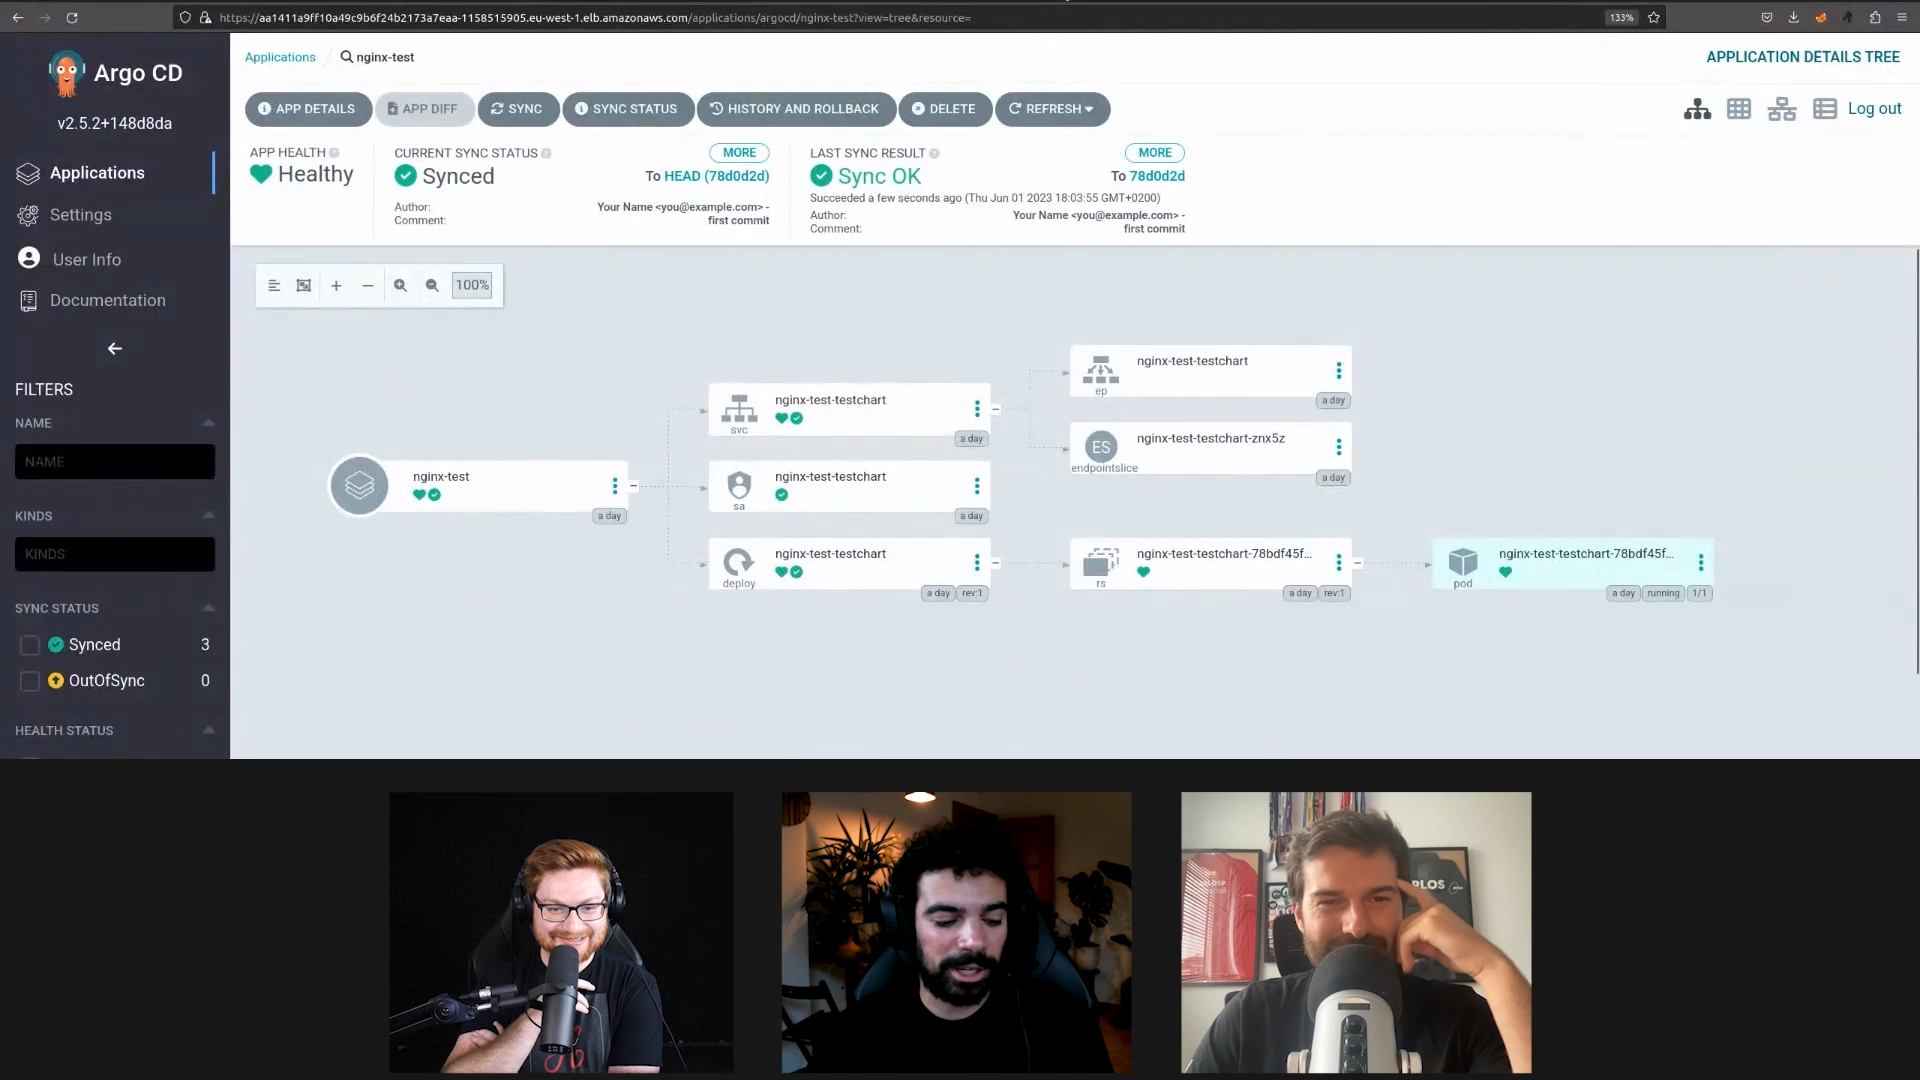 https://aa1411a9ff10a49c9b6f24b2173a7eaa-1158515905.eu-west-1.elb.amazonaws.com/applications/argocd/nginx-test?view=tree&resource=
133%
Argo CD
v2.5.2+148d8da
Applications
Settings
User Info
Documentation
FILTERS
NAME
NAME
KINDS
KINDS
SYNC STATUS
Synced 3
OutOfSync 0
HEALTH STATUS
Applications / nginx-test
APPLICATION DETAILS TREE
APP DETAILS
APP DIFF
SYNC
SYNC STATUS
HISTORY AND ROLLBACK
DELETE
REFRESH
Log out
APP HEALTH
Healthy
CURRENT SYNC STATUS
MORE
Synced
To HEAD (78d0d2d)
Author: Your Name <you@example.com> -
Comment: first commit
LAST SYNC RESULT
MORE
Sync OK
To 78d0d2d
Succeeded a few seconds ago (Thu Jun 01 2023 18:03:55 GMT+0200)
Author: Your Name <you@example.com> -
Comment: first commit
100%
nginx-test
a day
nginx-test-testchart
svc
a day
nginx-test-testchart
sa
a day
nginx-test-testchart
deploy
a day rev:1
nginx-test-testchart
ep
a day
ES
nginx-test-testchart-znx5z
endpointslice
a day
nginx-test-testchart-78bdf45f...
rs
a day rev:1
nginx-test-testchart-78bdf45f...
pod
a day running 1/1